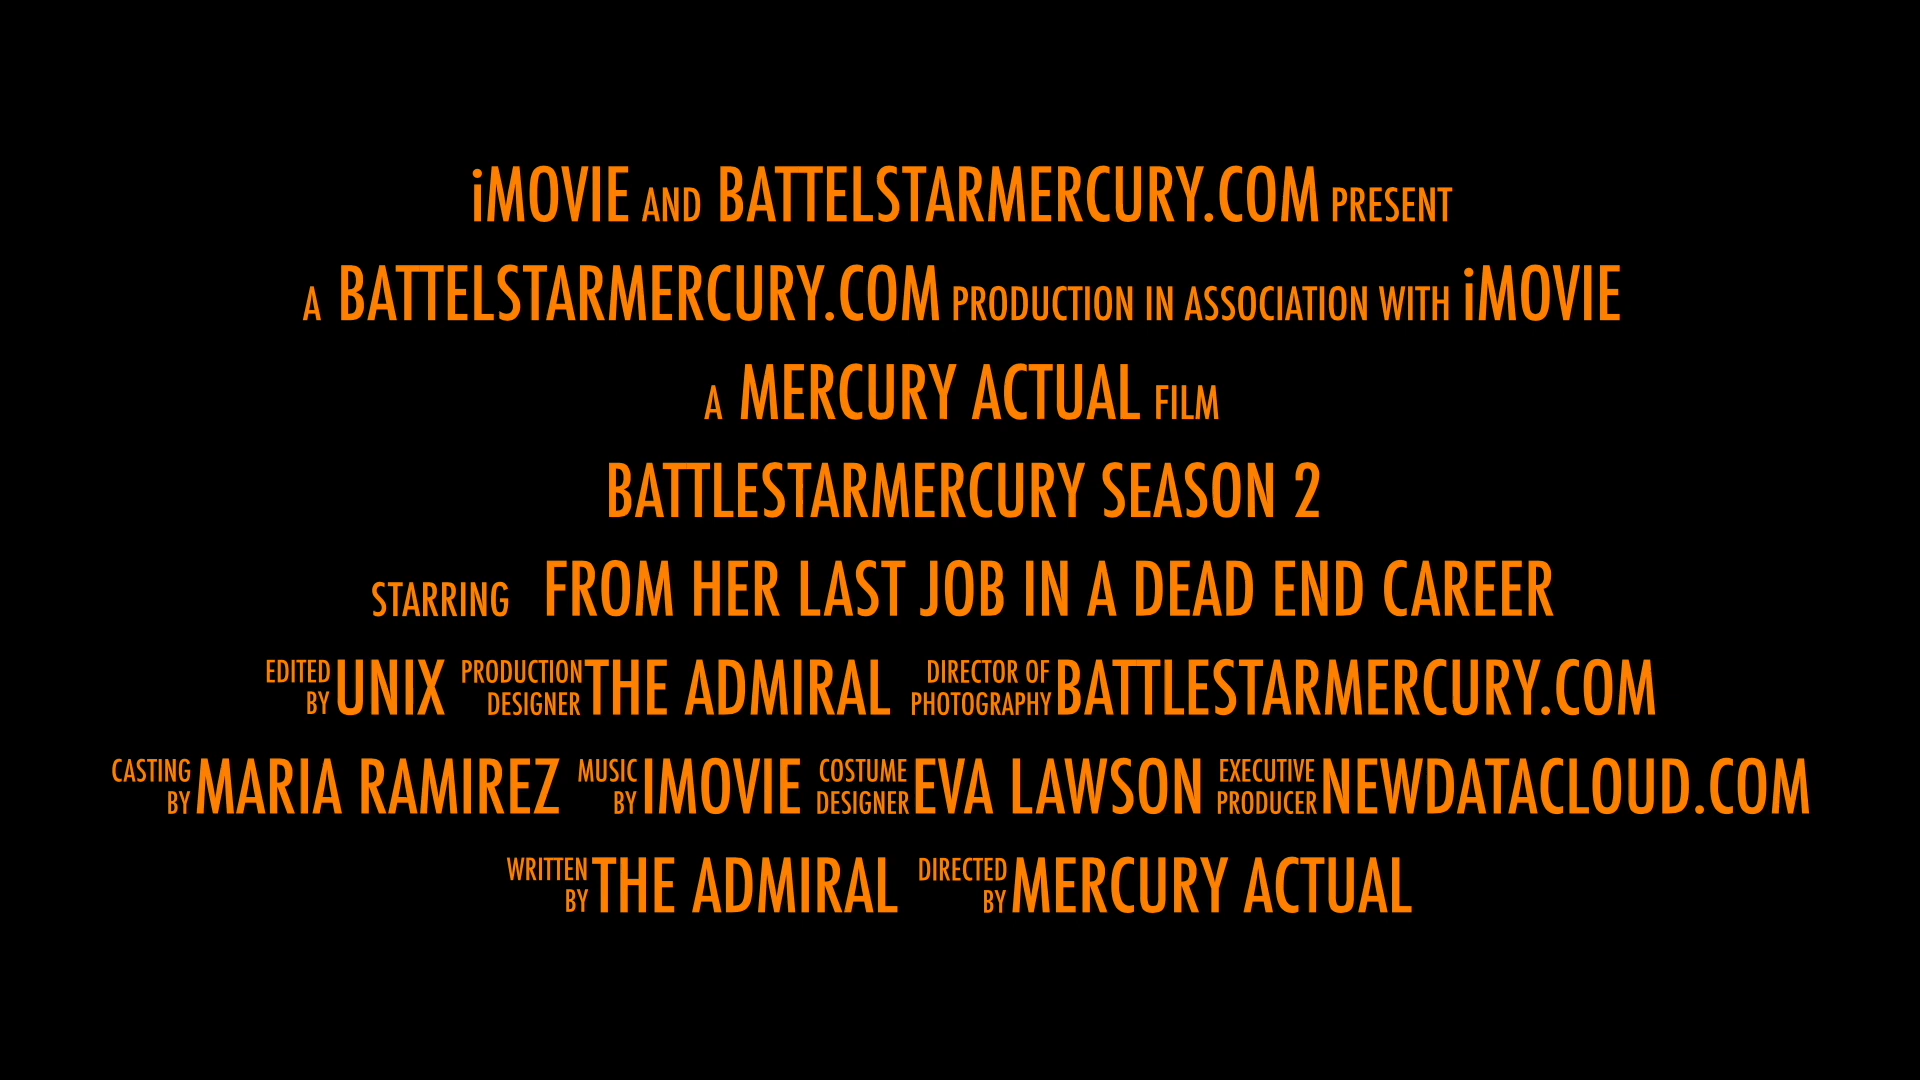 iMOVIE AND BATTELSTARMERCURY.COM PRESENT
A BATTELSTARMERCURY.COM PRODUCTION IN ASSOCIATION WITH iMOVIE
A MERCURY ACTUAL FILM
BATTLESTARMERCURY SEASON 2
STARRING FROM HER LAST JOB IN A DEAD END CAREER
EDITED BY UNIX PRODUCTION DESIGNER THE ADMIRAL DIRECTOR OF PHOTOGRAPHY BATTLESTARMERCURY.COM
CASTING BY MARIA RAMIREZ MUSIC BY IMOVIE COSTUME DESIGNER EVA LAWSON EXECUTIVE PRODUCER NEWDATACLOUD.COM
WRITTEN BY THE ADMIRAL DIRECTED BY MERCURY ACTUAL